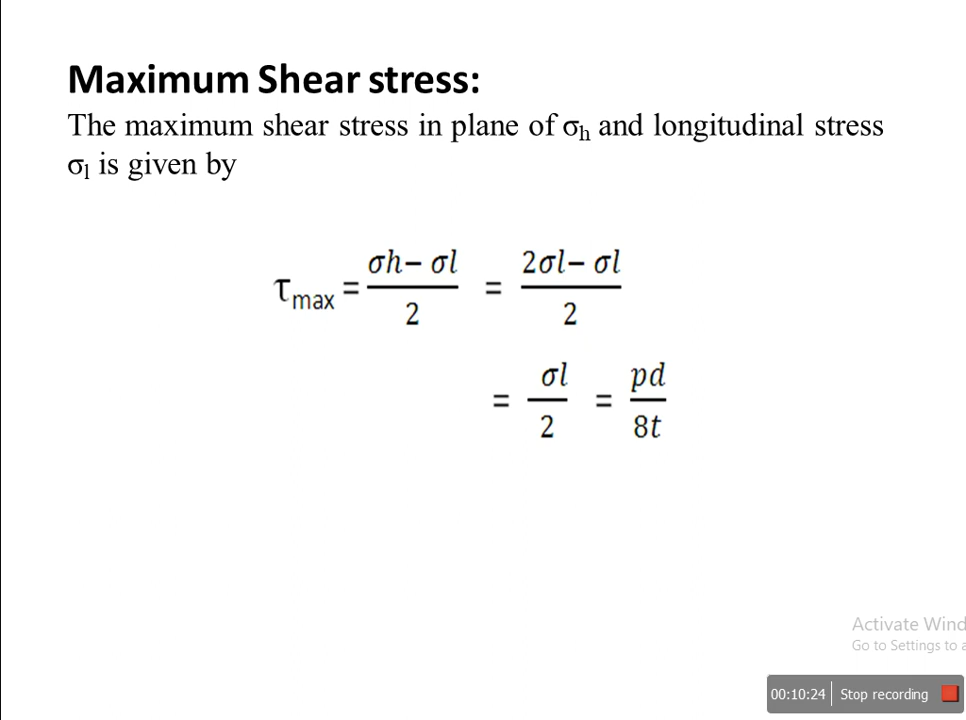 Maximum Shear stress:
The maximum shear stress in plane of σh and longitudinal stress
σl is given by
τmax = σh− σl / 2 = 2σl− σl / 2
= σl / 2 = pd / 8t
Activate Wind
Go to Settings to a
00:10:24 Stop recording